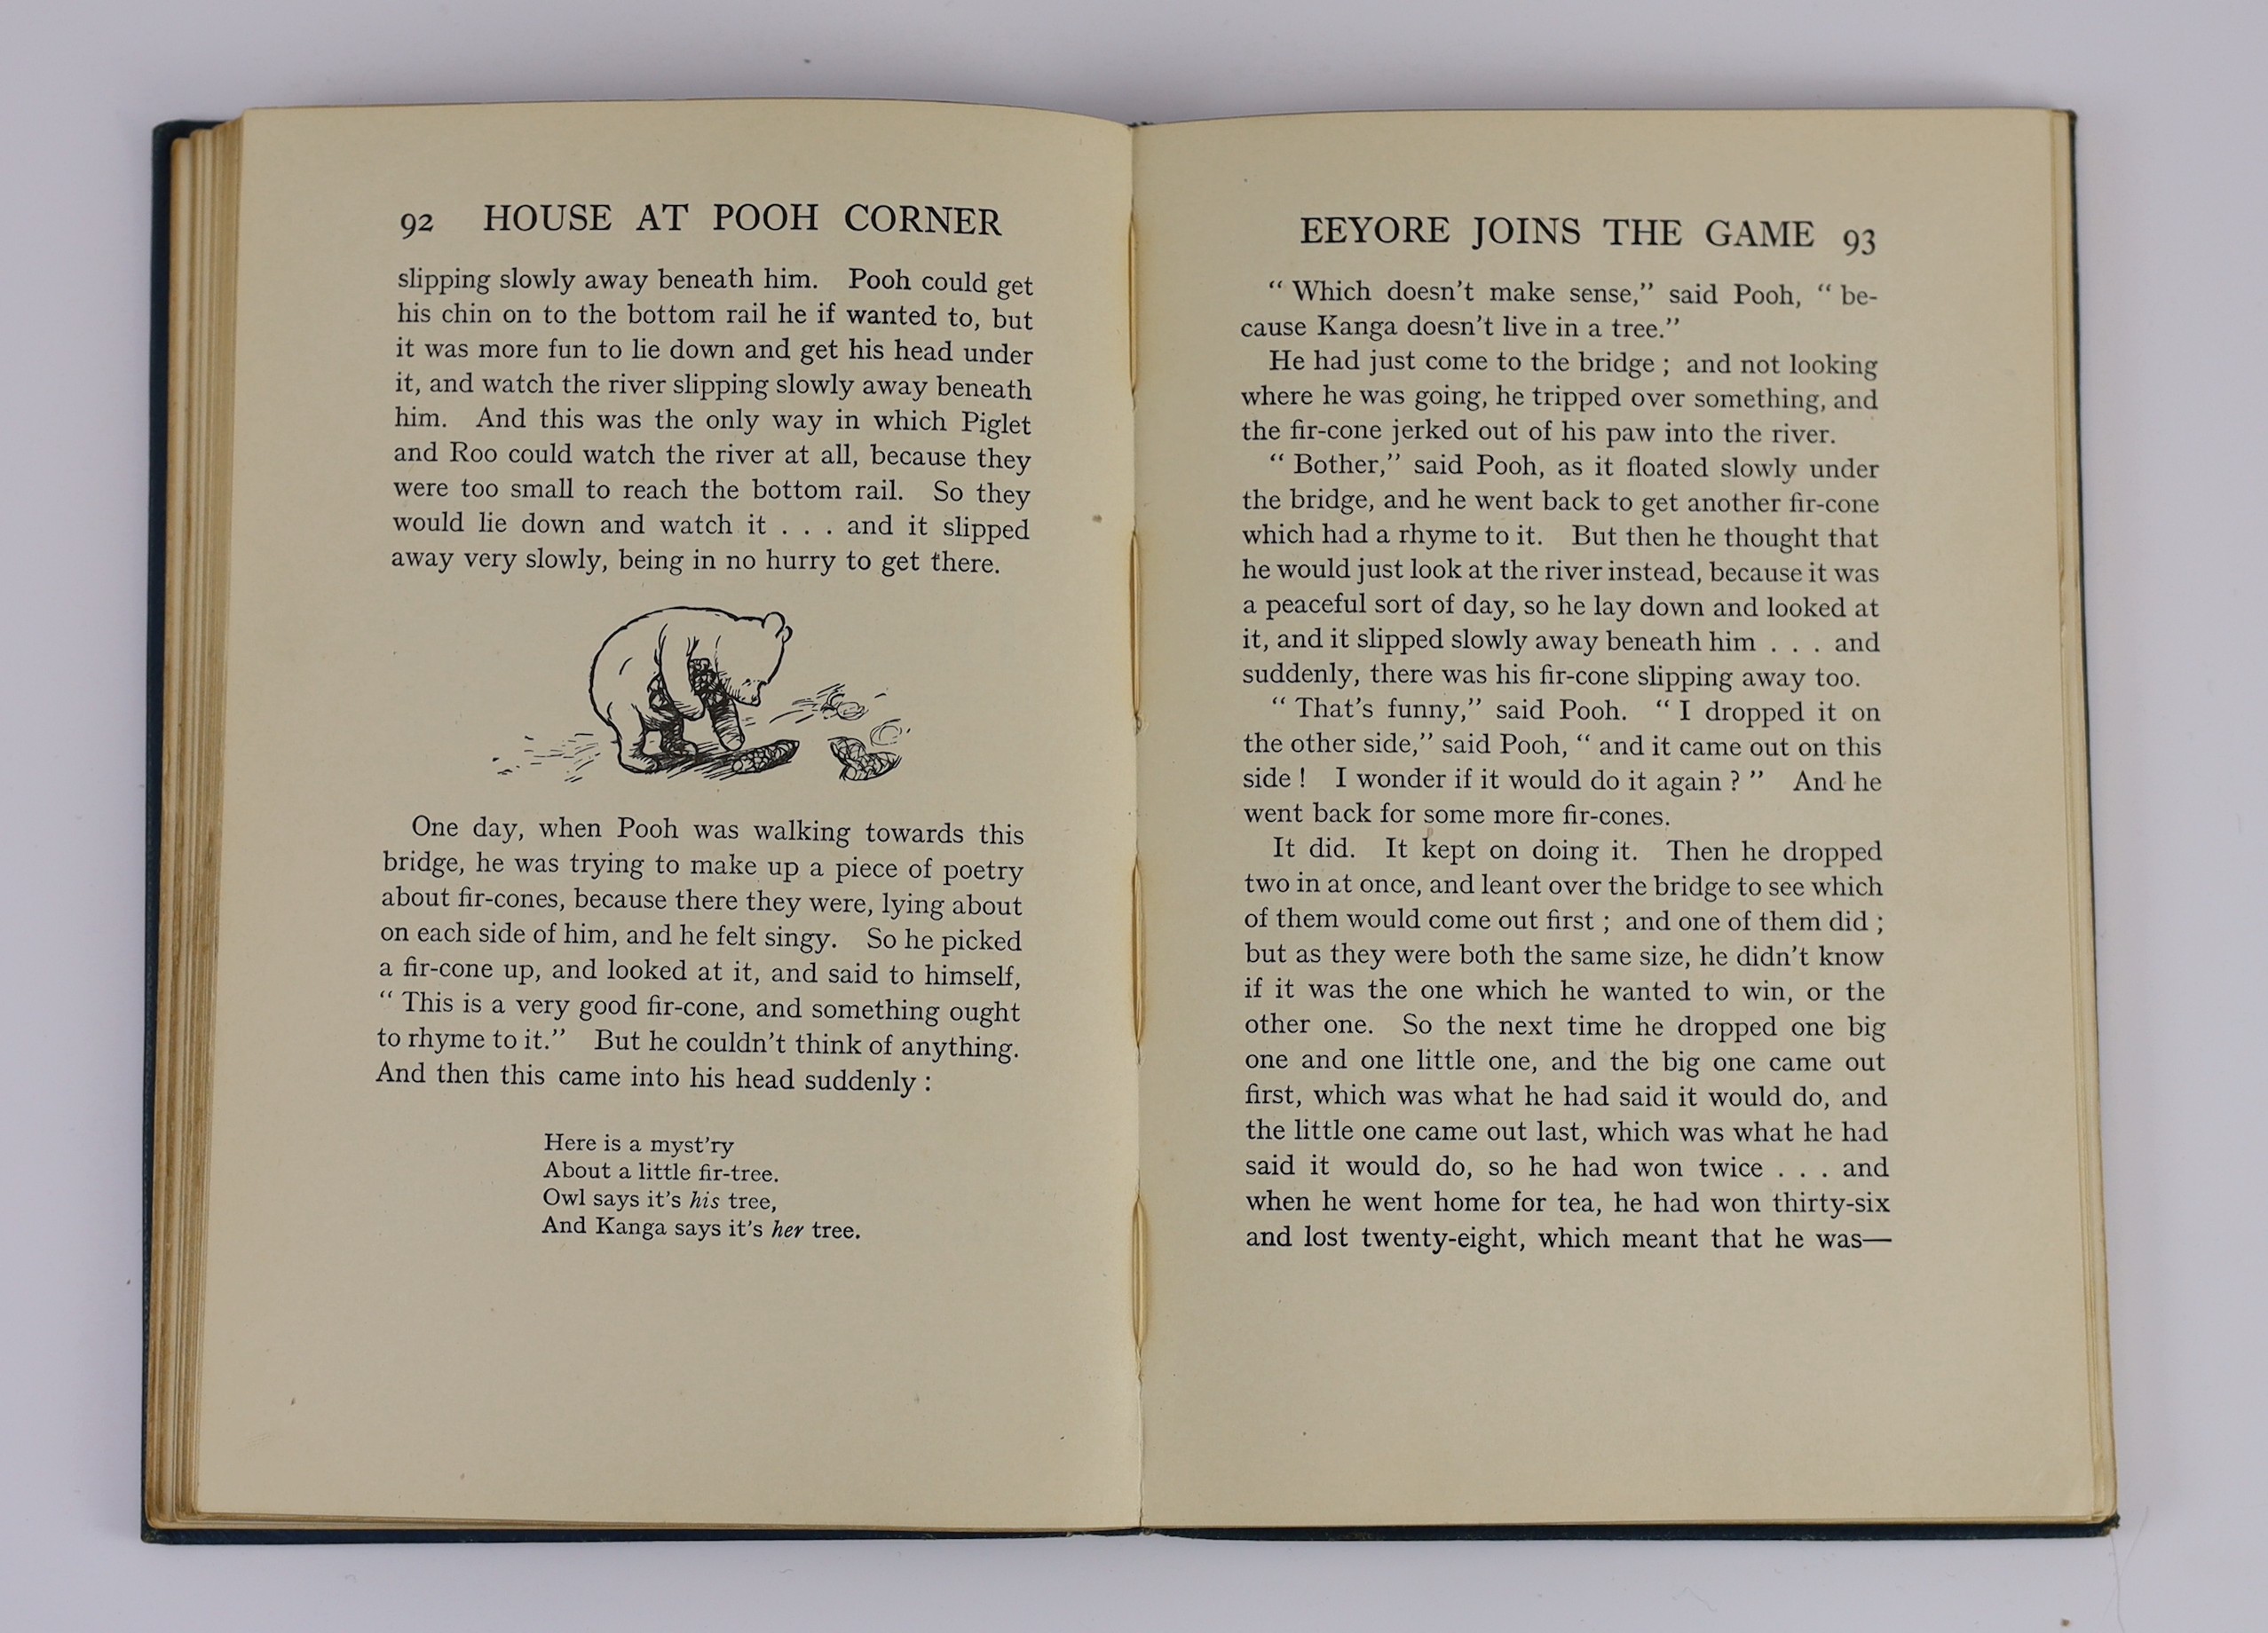 92 HOUSE AT POOH CORNER
slipping slowly away beneath him. Pooh could get
his chin on to the bottom rail he if wanted to, but
it was more fun to lie down and get his head under
it, and watch the river slipping slowly away beneath
him. And this was the only way in which Piglet
and Roo could watch the river at all, because they
were too small to reach the bottom rail. So they
would lie down and watch it . . . and it slipped
away very slowly, being in no hurry to get there.
One day, when Pooh was walking towards this
bridge, he was trying to make up a piece of poetry
about fir-cones, because there they were, lying about
on each side of him, and he felt singy. So he picked
a fir-cone up, and looked at it, and said to himself,
“ This is a very good fir-cone, and something ought
to rhyme to it.” But he couldn’t think of anything.
And then this came into his head suddenly :
Here is a myst’ry
About a little fir-tree.
Owl says it’s his tree,
And Kanga says it’s her tree.
EEYORE JOINS THE GAME 93
“ Which doesn’t make sense,” said Pooh, “ be-
cause Kanga doesn’t live in a tree.”
He had just come to the bridge ; and not looking
where he was going, he tripped over something, and
the fir-cone jerked out of his paw into the river.
“ Bother,” said Pooh, as it floated slowly under
the bridge, and he went back to get another fir-cone
which had a rhyme to it. But then he thought that
he would just look at the river instead, because it was
a peaceful sort of day, so he lay down and looked at
it, and it slipped slowly away beneath him . . . and
suddenly, there was his fir-cone slipping away too.
“ That’s funny,” said Pooh. “ I dropped it on
the other side,” said Pooh, “ and it came out on this
side ! I wonder if it would do it again ? ” And he
went back for some more fir-cones.
It did. It kept on doing it. Then he dropped
two in at once, and leant over the bridge to see which
of them would come out first ; and one of them did ;
but as they were both the same size, he didn’t know
if it was the one which he wanted to win, or the
other one. So the next time he dropped one big
one and one little one, and the big one came out
first, which was what he had said it would do, and
the little one came out last, which was what he had
said it would do, so he had won twice . . . and
when he went home for tea, he had won thirty-six
and lost twenty-eight, which meant that he was—